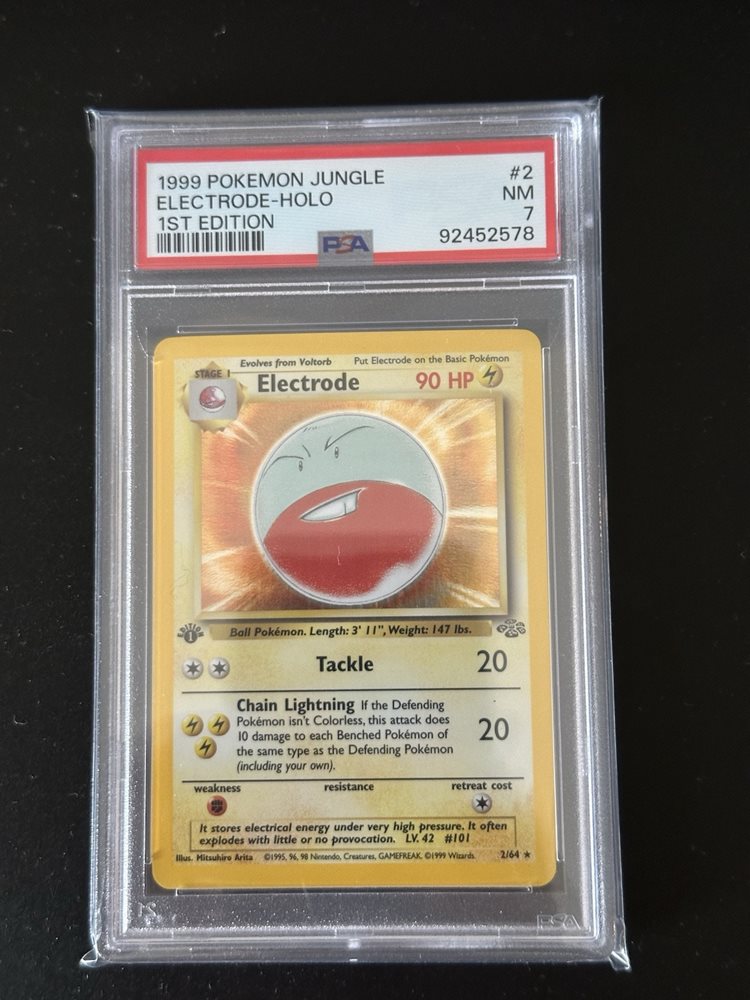 1999 POKEMON JUNGLE #2
ELECTRODE-HOLO NM
1ST EDITION 7
PSA 92452578
Evolves from Voltorb Put Electrode on the Basic Pokémon
STAGE 1 Electrode 90 HP
EDITION 1
Ball Pokémon. Length: 3' 11", Weight: 147 lbs.
Tackle 20
Chain Lightning If the Defending
Pokémon isn't Colorless, this attack does
10 damage to each Benched Pokémon of
the same type as the Defending Pokémon
(including your own).
20
weakness resistance retreat cost
It stores electrical energy under very high pressure. It often
explodes with little or no provocation. LV. 42 #101
Illus. Mitsuhiro Arita ©1995, 96, 98 Nintendo, Creatures, GAMEFREAK. ©1999 Wizards. 2/64 ★
PSA